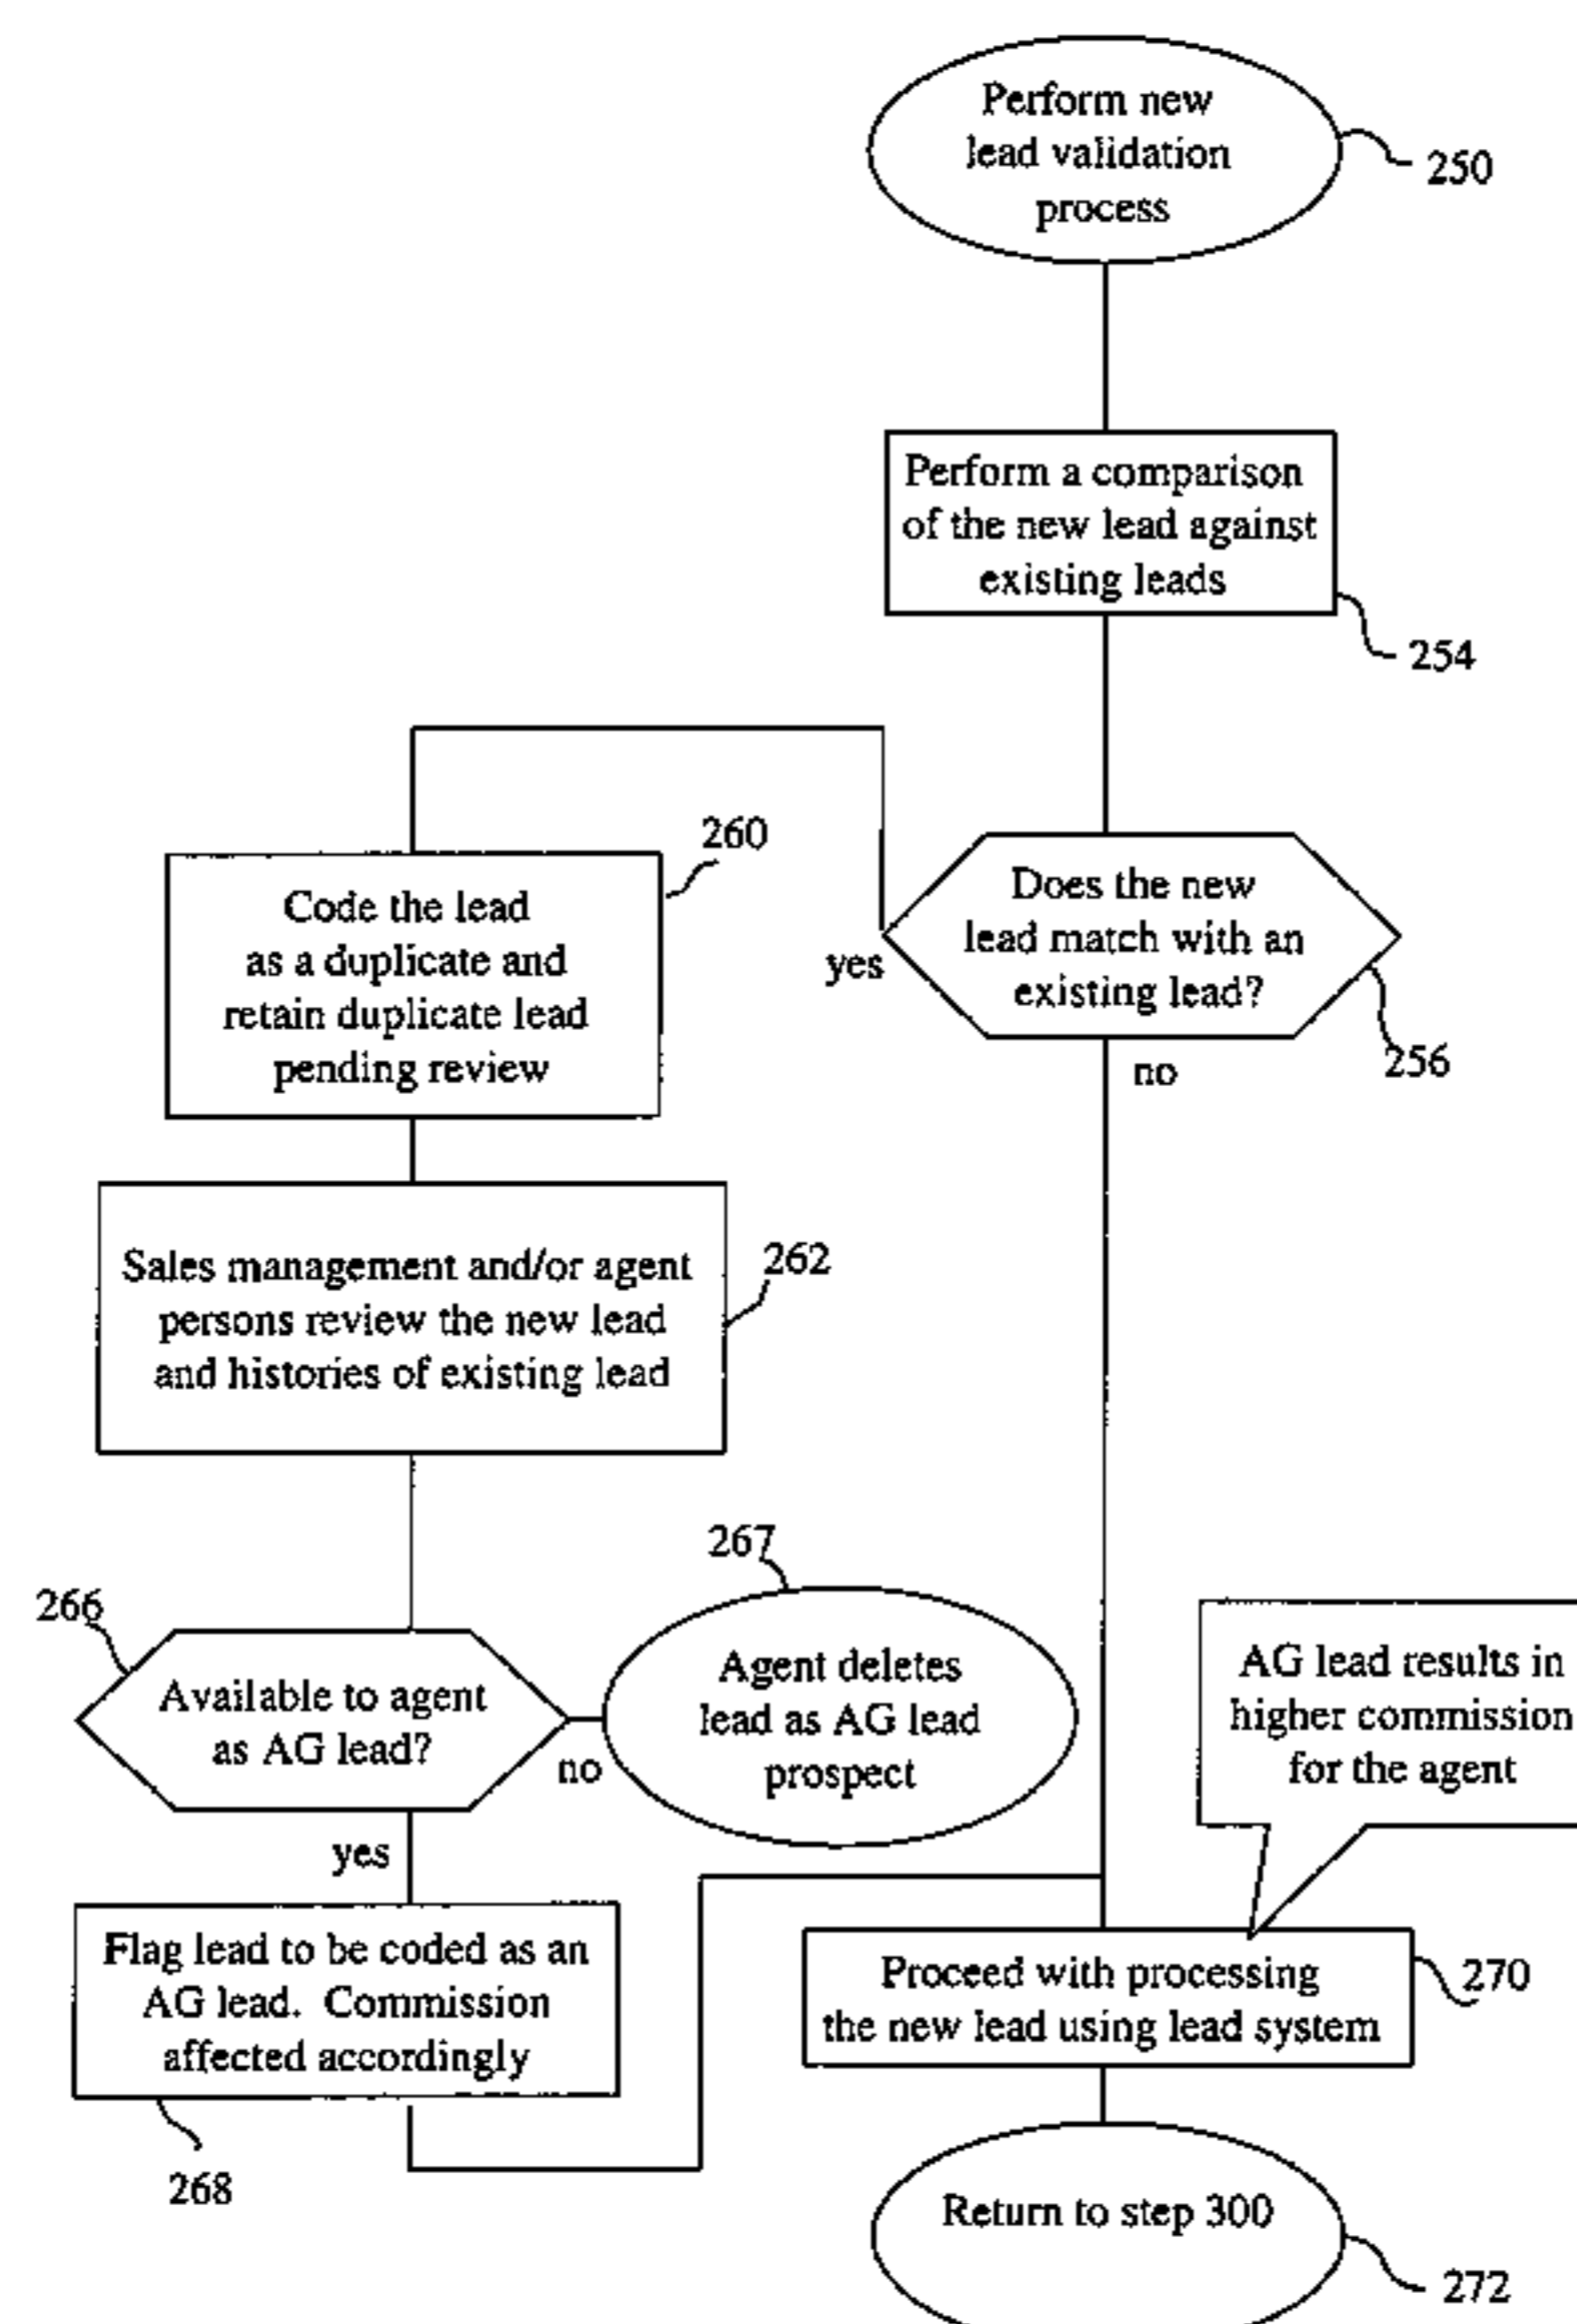 Perform new
lead validation
process
250
Perform a comparison
of the new lead against
existing leads
254
Does the new
lead match with an
existing lead?
256
yes
no
260
Code the lead
as a duplicate and
retain duplicate lead
pending review
262
Sales management and/or agent
persons review the new lead
and histories of existing lead
266
Available to agent
as AG lead?
no
yes
267
Agent deletes
lead as AG lead
prospect
Flag lead to be coded as an
AG lead. Commission
affected accordingly
268
AG lead results in
higher commission
for the agent
Proceed with processing
the new lead using lead system
270
Return to step 300
272